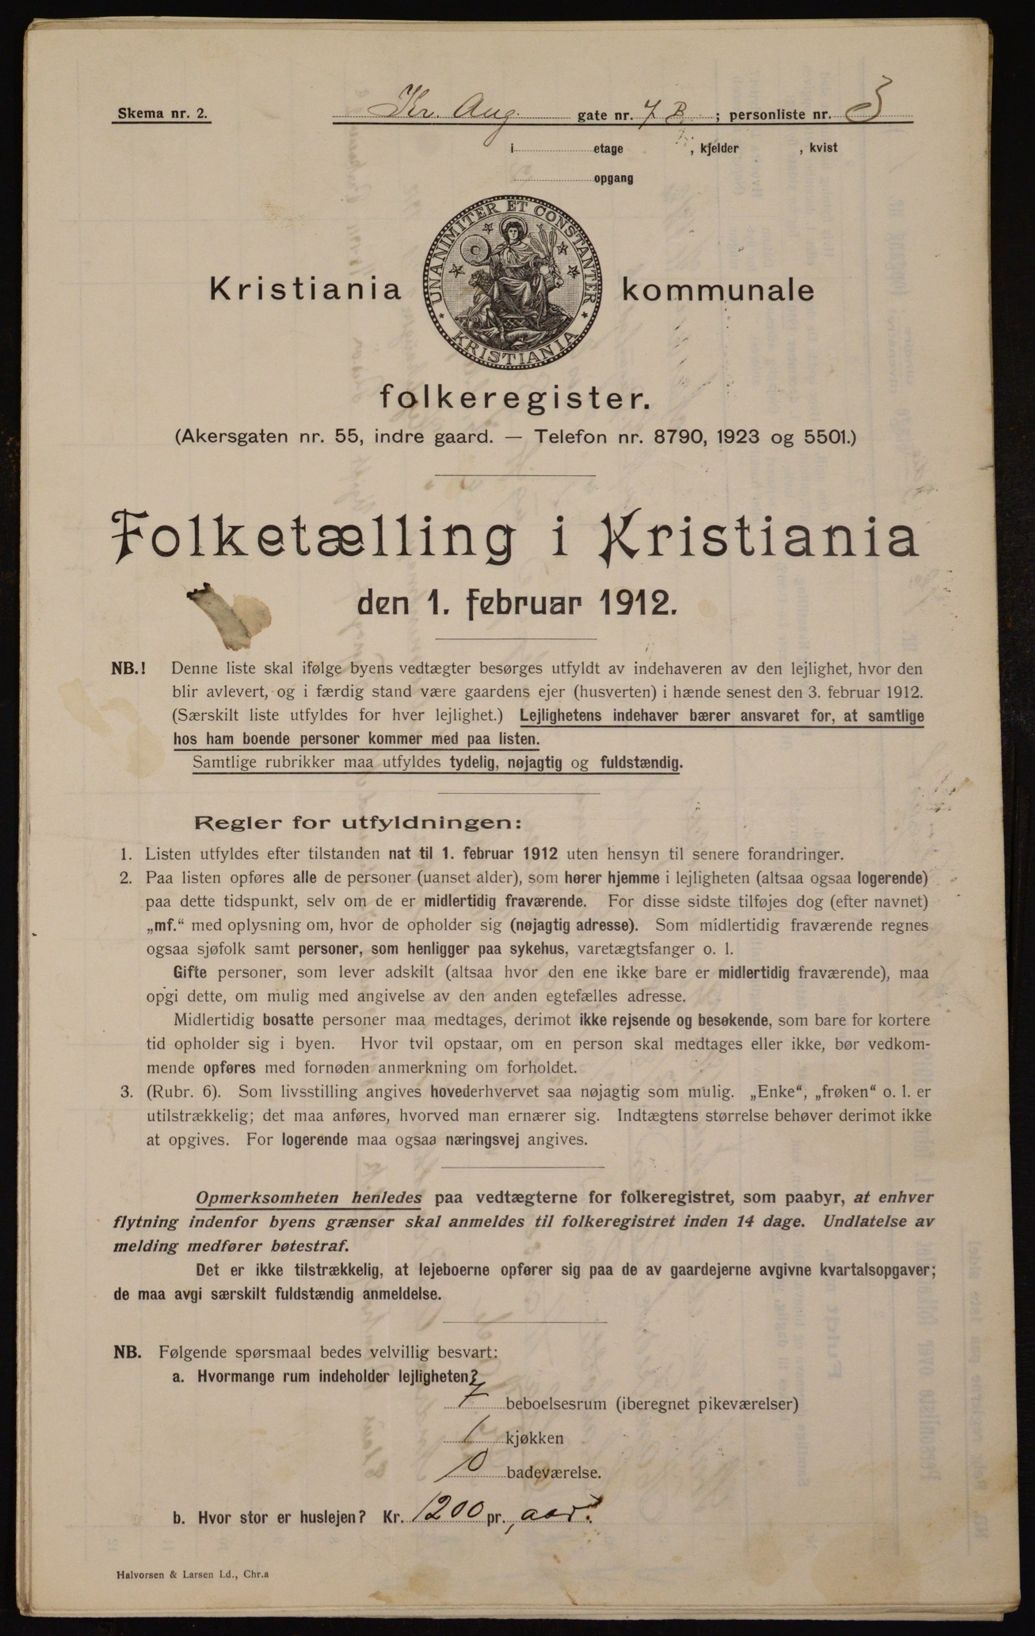 Skema nr. 2.
Kr. Aug. gate nr. 7 B ; personliste nr. 3
i etage , kjelder , kvist
opgang
UNANIMITER ET CONSTANTER
KRISTIANIA
Kristiania kommunale
folkeregister.
(Akersgaten nr. 55, indre gaard. — Telefon nr. 8790, 1923 og 5501.)
Folketælling i Kristiania
den 1. februar 1912.
NB.! Denne liste skal ifølge byens vedtægter besørges utfyldt av indehaveren av den lejlighet, hvor den
blir avlevert, og i færdig stand være gaardens ejer (husverten) i hænde senest den 3. februar 1912.
(Særskilt liste utfyldes for hver lejlighet.) Lejlighetens indehaver bærer ansvaret for, at samtlige
hos ham boende personer kommer med paa listen.
Samtlige rubrikker maa utfyldes tydelig, nøjagtig og fuldstændig.
Regler for utfyldningen:
1. Listen utfyldes efter tilstanden nat til 1. februar 1912 uten hensyn til senere forandringer.
2. Paa listen opføres alle de personer (uanset alder), som hører hjemme i lejligheten (altsaa ogsaa logerende)
paa dette tidspunkt, selv om de er midlertidig fraværende. For disse sidste tilføjes dog (efter navnet)
„mf.“ med oplysning om, hvor de opholder sig (nøjagtig adresse). Som midlertidig fraværende regnes
ogsaa sjøfolk samt personer, som henligger paa sykehus, varetægtsfanger o. l.
Gifte personer, som lever adskilt (altsaa hvor den ene ikke bare er midlertidig fraværende), maa
opgi dette, om mulig med angivelse av den anden egtefælles adresse.
Midlertidig bosatte personer maa medtages, derimot ikke rejsende og besøkende, som bare for kortere
tid opholder sig i byen. Hvor tvil opstaar, om en person skal medtages eller ikke, bør vedkom-
mende opføres med fornøden anmerkning om forholdet.
3. (Rubr. 6). Som livsstilling angives hovederhvervet saa nøjagtig som mulig. „Enke“, „frøken“ o. l. er
utilstrækkelig; det maa anføres, hvorved man ernærer sig. Indtægtens størrelse behøver derimot ikke
at opgives. For logerende maa ogsaa næringsvej angives.
Opmerksomheten henledes paa vedtægterne for folkeregistret, som paabyr, at enhver
flytning indenfor byens grænser skal anmeldes til folkeregistret inden 14 dage. Undlatelse av
melding medfører bøtestraf.
Det er ikke tilstrækkelig, at lejeboerne opfører sig paa de av gaardejerne avgivne kvartalsopgaver;
de maa avgi særskilt fuldstændig anmeldelse.
NB. Følgende spørsmaal bedes velvillig besvart:
a. Hvormange rum indeholder lejligheten?
7 beboelsesrum (iberegnet pikeværelser)
1 kjøkken
0 badeværelse.
b. Hvor stor er huslejen? Kr. 1200 pr. aar.
Halvorsen & Larsen Ld., Chr.a